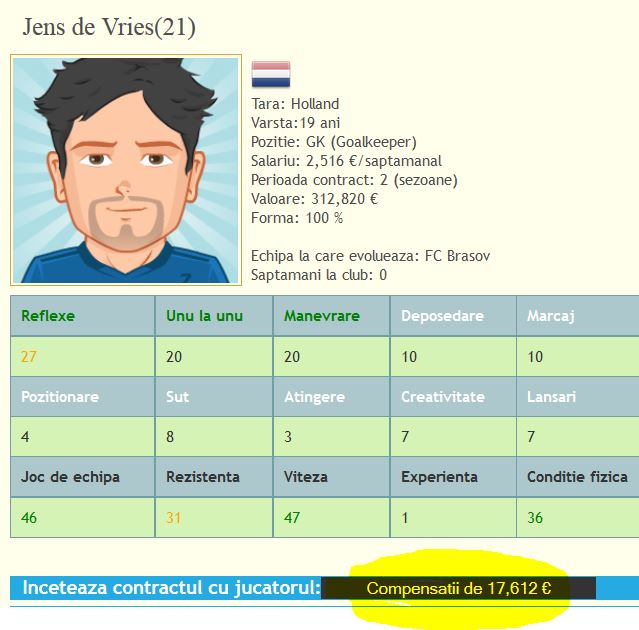 Jens de Vries(21)
Tara: Holland
Varsta:19 ani
Pozitie: GK (Goalkeeper)
Salariu: 2,516 €/saptamanal
Perioada contract: 2 (sezoane)
Valoare: 312,820 €
Forma: 100 %
Echipa la care evolueaza: FC Brasov
Saptamani la club: 0
Reflexe Unu la unu Manevrare Deposedare Marcaj
27 20 20 10 10
Pozitionare Sut Atingere Creativitate Lansari
4 8 3 7 7
Joc de echipa Rezistenta Viteza Experienta Conditie fizica
46 31 47 1 36
Inceteaza contractul cu jucatorul: Compensatii de 17,612 €